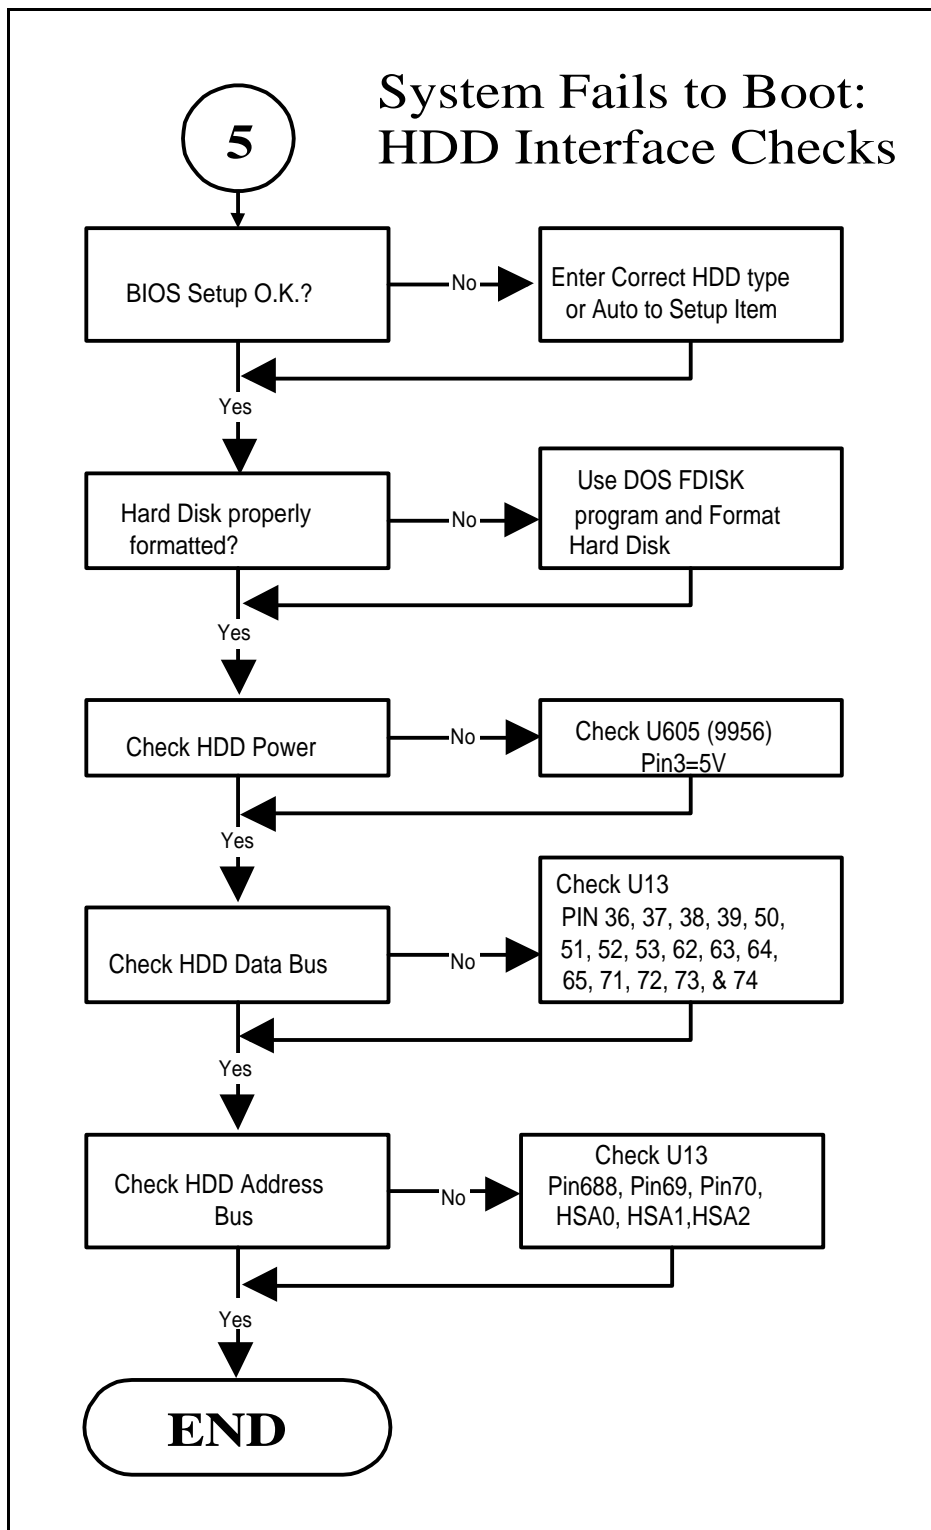 System Fails to Boot:
HDD Interface Checks
5
BIOS Setup O.K.?
No
Enter Correct HDD type
or Auto to Setup Item
Yes
Hard Disk properly
formatted?
No
Use DOS FDISK
program and Format
Hard Disk
Yes
Check HDD Power
No
Check U605 (9956)
Pin3=5V
Yes
Check HDD Data Bus
No
Check U13
PIN 36, 37, 38, 39, 50,
51, 52, 53, 62, 63, 64,
65, 71, 72, 73, & 74
Yes
Check HDD Address
Bus
No
Check U13
Pin688, Pin69, Pin70,
HSA0, HSA1,HSA2
Yes
END